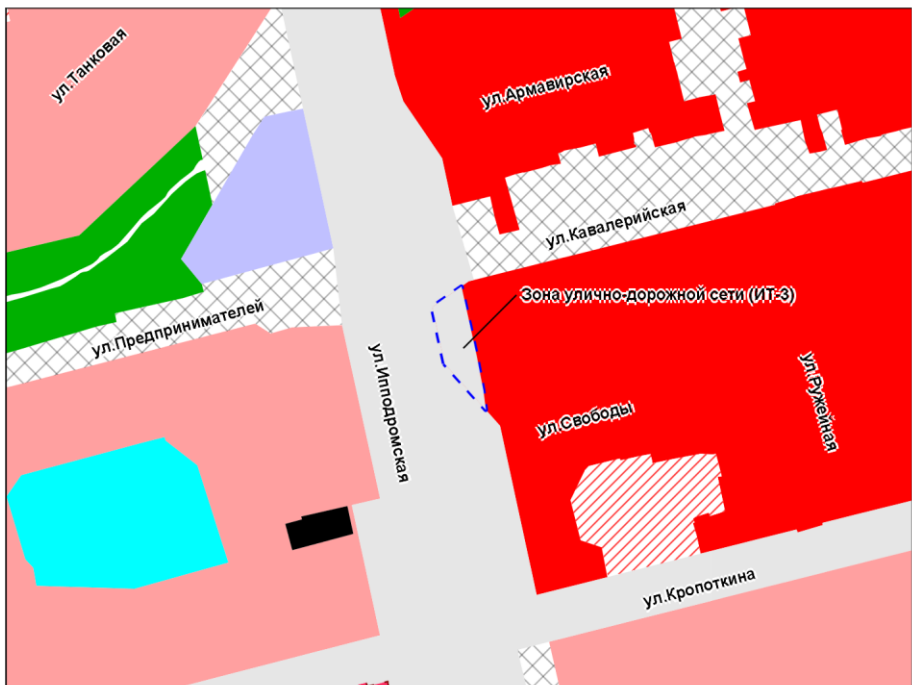 ул.Танковая
ул.Армавирская
ул.Кавалерийская
Зона улично-дорожной сети (ИТ-3)
ул.Предпринимателей
ул.Ипподромская
ул.Ружейная
ул.Свободы
ул.Кропоткина